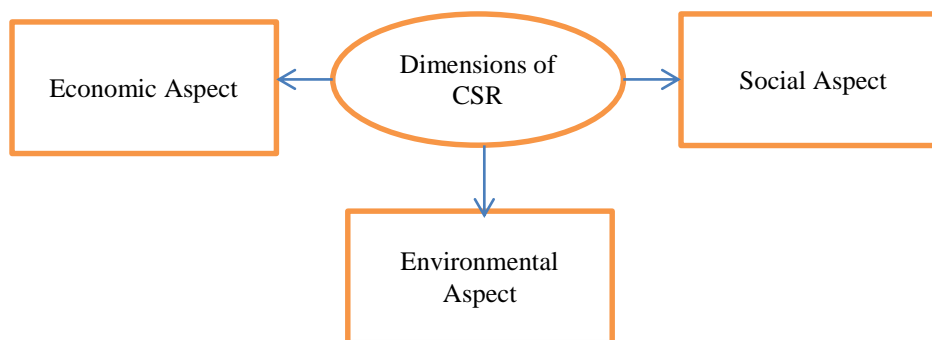 Economic Aspect
Dimensions of
CSR
Social Aspect
Environmental
Aspect